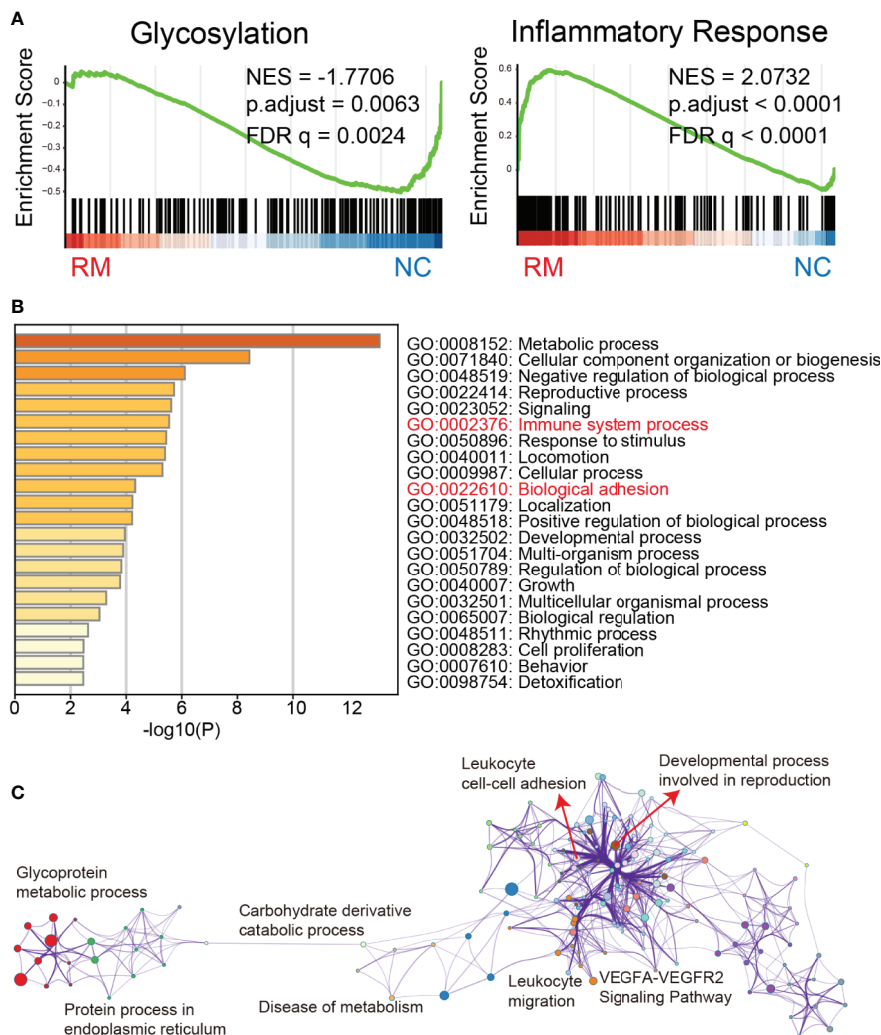 A
Glycosylation
Inflammatory Response
Enrichment Score
0
−0.1
−0.2
−0.3
−0.4
−0.5
NES = -1.7706
p.adjust = 0.0063
FDR q = 0.0024
RM
NC
Enrichment Score
0.6
0.4
0.2
0
NES = 2.0732
p.adjust < 0.0001
FDR q < 0.0001
RM
NC
B
GO:0008152: Metabolic process
GO:0071840: Cellular component organization or biogenesis
GO:0048519: Negative regulation of biological process
GO:0022414: Reproductive process
GO:0023052: Signaling
GO:0002376: Immune system process
GO:0050896: Response to stimulus
GO:0040011: Locomotion
GO:0009987: Cellular process
GO:0022610: Biological adhesion
GO:0051179: Localization
GO:0048518: Positive regulation of biological process
GO:0032502: Developmental process
GO:0051704: Multi-organism process
GO:0050789: Regulation of biological process
GO:0040007: Growth
GO:0032501: Multicellular organismal process
GO:0065007: Biological regulation
GO:0048511: Rhythmic process
GO:0008283: Cell proliferation
GO:0007610: Behavior
GO:0098754: Detoxification
0 2 4 6 8 10 12
-log10(P)
C
Leukocyte
cell-cell adhesion
Developmental process
involved in reproduction
Glycoprotein
metabolic process
Carbohydrate derivative
catabolic process
Protein process in
endoplasmic reticulum
Disease of metabolism
Leukocyte
migration
VEGFA-VEGFR2
Signaling Pathway